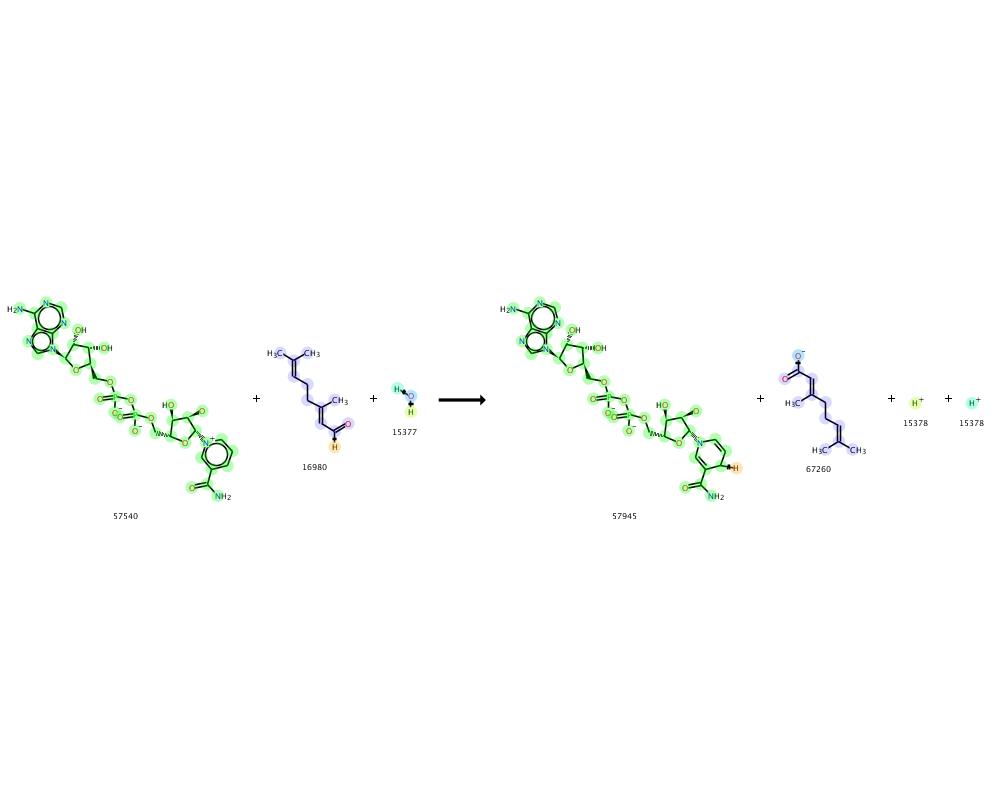 H₂N N N N N OH OH O O O P O⁻ O P O O⁻ O HO O O N⁺ O NH₂
57540
+
H₃C CH₃ CH₃ O H
16980
+
H O H
15377
H₂N N N N N OH OH O O O P O⁻ O P O O⁻ O HO O O N H O NH₂
57945
+
O⁻ O H₃C H₃C CH₃
67260
+
H⁺
15378
+
H⁺
15378